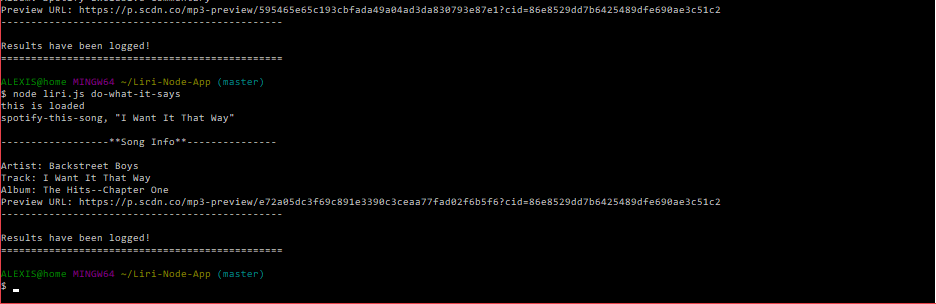 Preview URL: https://p.scdn.co/mp3-preview/595465e65c193cbfada49a04ad3da830793e87e1?cid=86e8529dd7b6425489dfe690ae3c51c2
-----------------------------------------------
Results have been logged!
===============================================
ALEXIS@home MINGW64 ~/Liri-Node-App (master)
$ node liri.js do-what-it-says
this is loaded
spotify-this-song, "I Want It That Way"
------------------**Song Info**---------------
Artist: Backstreet Boys
Track: I Want It That Way
Album: The Hits--Chapter One
Preview URL: https://p.scdn.co/mp3-preview/e72a05dc3f69c891e3390c3ceaa77fad02f6b5f6?cid=86e8529dd7b6425489dfe690ae3c51c2
-----------------------------------------------
Results have been logged!
===============================================
ALEXIS@home MINGW64 ~/Liri-Node-App (master)
$